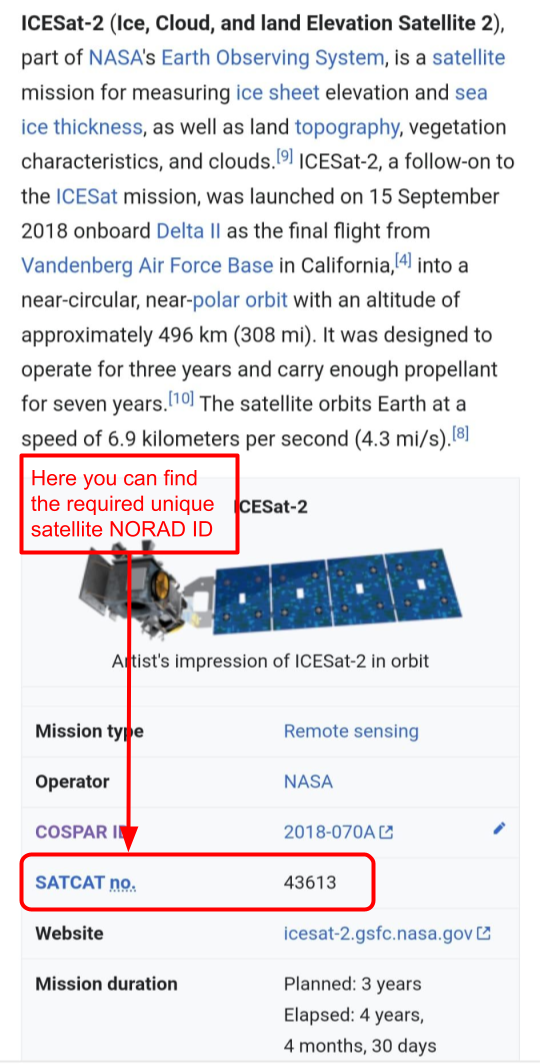 ICESat-2 (Ice, Cloud, and land Elevation Satellite 2),
part of NASA's Earth Observing System, is a satellite
mission for measuring ice sheet elevation and sea
ice thickness, as well as land topography, vegetation
characteristics, and clouds.[9] ICESat-2, a follow-on to
the ICESat mission, was launched on 15 September
2018 onboard Delta II as the final flight from
Vandenberg Air Force Base in California,[4] into a
near-circular, near-polar orbit with an altitude of
approximately 496 km (308 mi). It was designed to
operate for three years and carry enough propellant
for seven years.[10] The satellite orbits Earth at a
speed of 6.9 kilometers per second (4.3 mi/s).[8]
Here you can find
the required unique
satellite NORAD ID
ICESat-2
Artist's impression of ICESat-2 in orbit
Mission type Remote sensing
Operator NASA
COSPAR ID 2018-070A
SATCAT no. 43613
Website icesat-2.gsfc.nasa.gov
Mission duration Planned: 3 years
Elapsed: 4 years,
4 months, 30 days